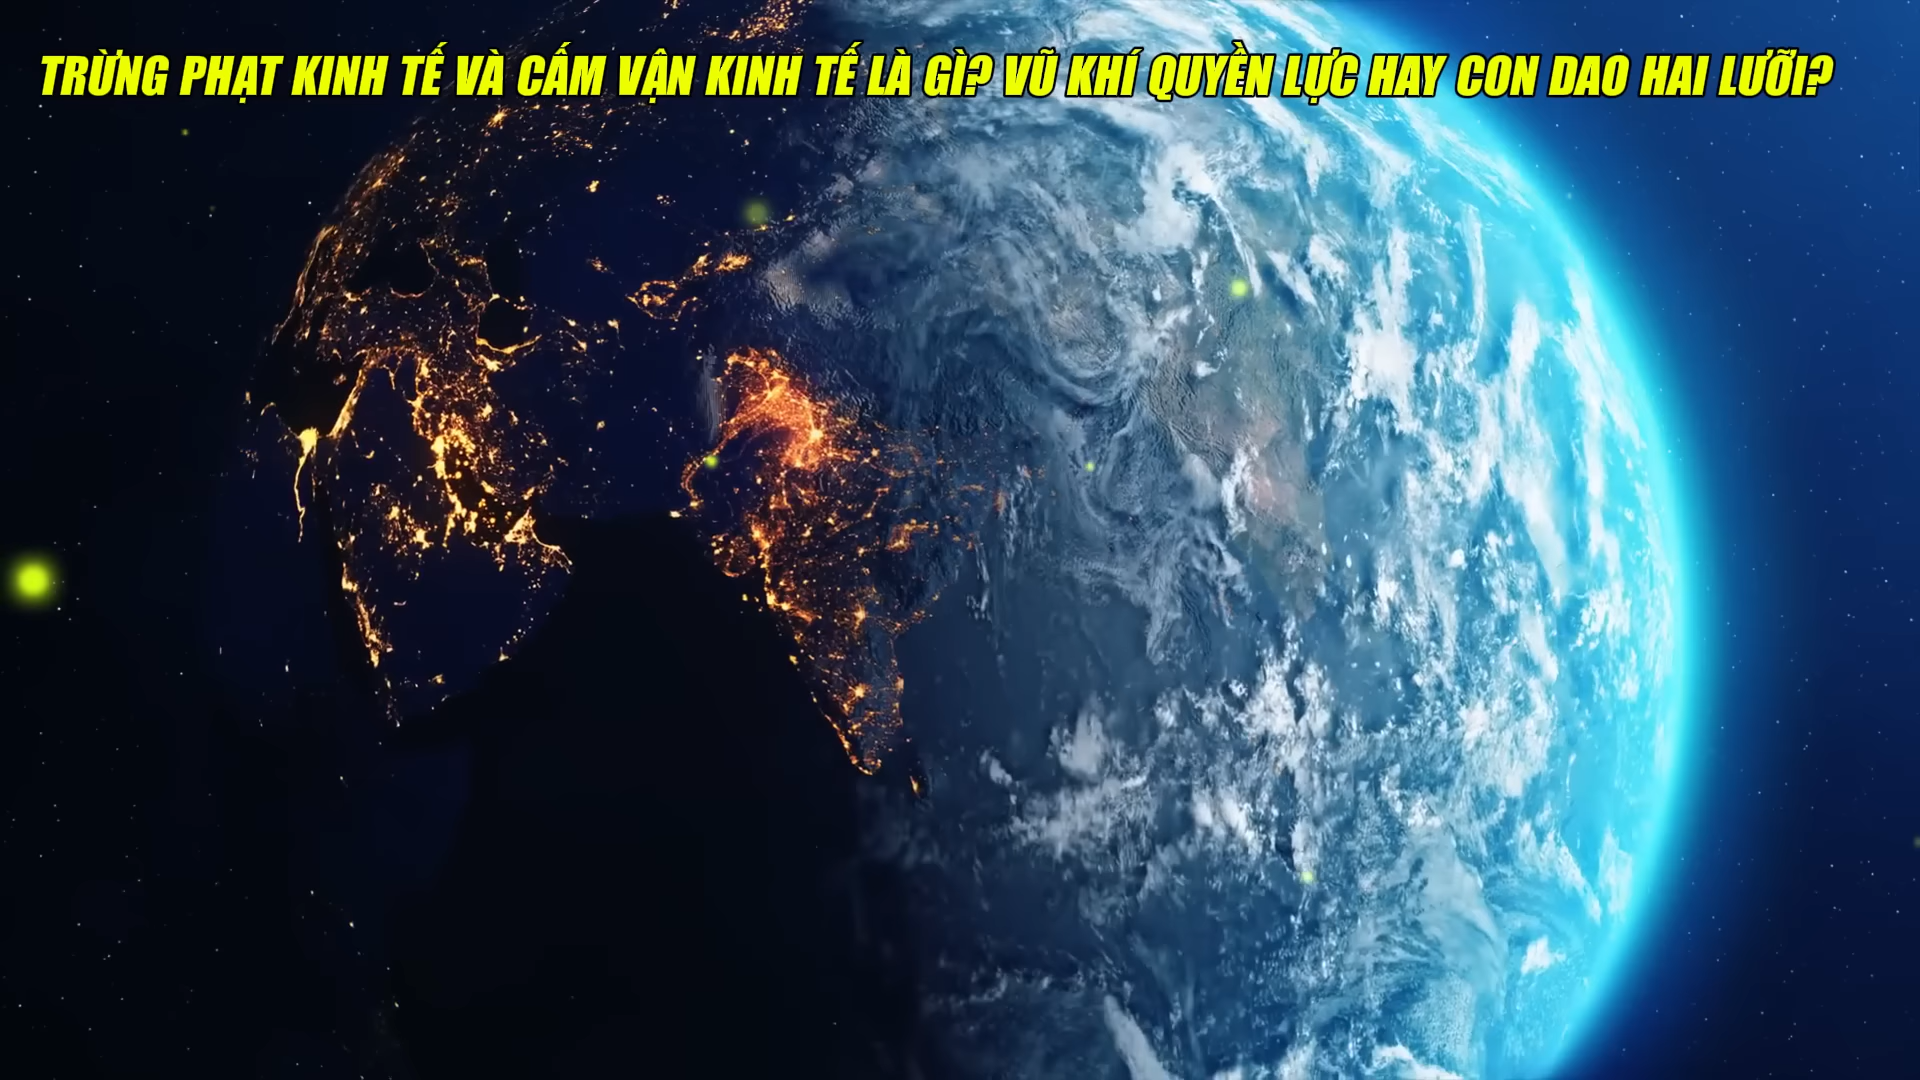 TRỪNG PHẠT KINH TẾ VÀ CẤM VẬN KINH TẾ LÀ GÌ? VŨ KHÍ QUYỀN LỰC HAY CON DAO HAI LƯỠI?